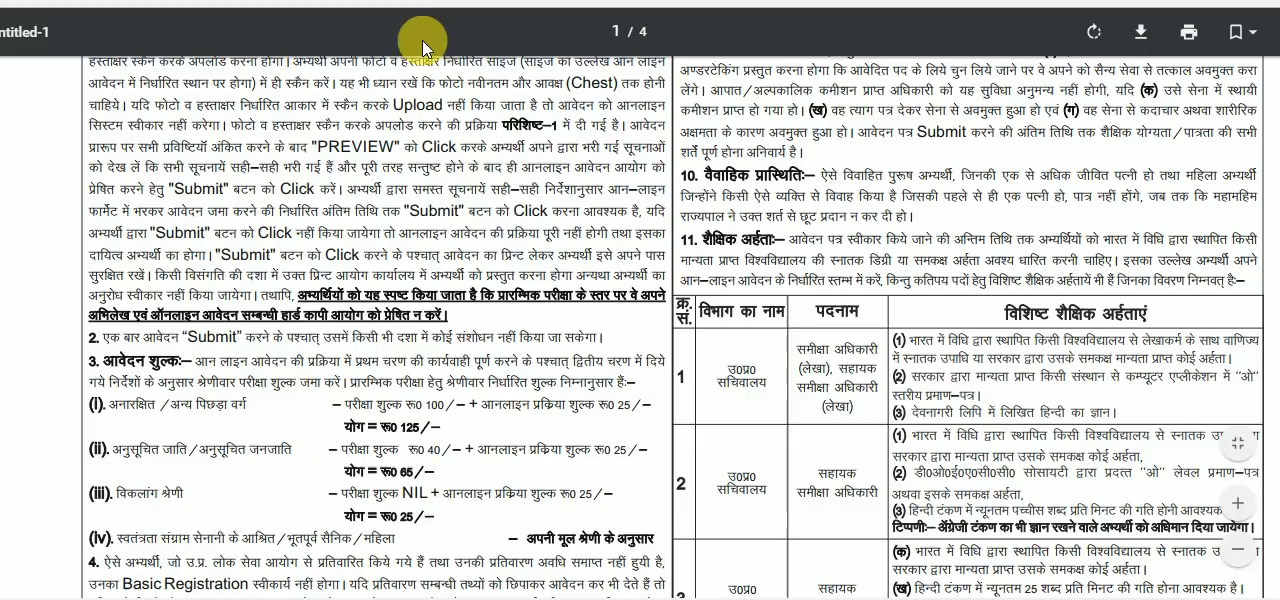 ntitled-1
1 / 4
हस्ताक्षर स्कैन करके अपलोड करना होगा। अभ्यर्थी अपनी फोटो व हस्ताक्षर निर्धारित साइज (साइज का उल्लेख आन लाइन
आवेदन में निर्धारित स्थान पर होगा) में ही स्कैन करें। यह भी ध्यान रखें कि फोटो नवीनतम और आवक्ष (Chest) तक होनी
चाहिये। यदि फोटो व हस्ताक्षर निर्धारित आकार में स्कैन करके Upload नहीं किया जाता है तो आवेदन को आनलाइन
सिस्टम स्वीकार नहीं करेगा। फोटो व हस्ताक्षर स्कैन करके अपलोड करने की प्रक्रिया परिशिष्ट–1 में दी गई है। आवेदन
प्रारूप पर सभी प्रविष्टियॉ अंकित करने के बाद "PREVIEW" को Click करके अभ्यर्थी अपने द्वारा भरी गई सूचनाओं
को देख लें कि सभी सूचनायें सही–सही भरी गई हैं और पूरी तरह सन्तुष्ट होने के बाद ही आनलाइन आवेदन आयोग को
प्रेषित करने हेतु "Submit" बटन को Click करें। अभ्यर्थी द्वारा समस्त सूचनायें सही–सही निर्देशानुसार आन–लाइन
फार्मेट में भरकर आवेदन जमा करने की निर्धारित अंतिम तिथि तक "Submit" बटन को Click करना आवश्यक है, यदि
अभ्यर्थी द्वारा "Submit" बटन को Click नहीं किया जायेगा तो आनलाइन आवेदन की प्रक्रिया पूरी नहीं होगी तथा इसका
दायित्व अभ्यर्थी का होगा। "Submit" बटन को Click करने के पश्चात् आवेदन का प्रिन्ट लेकर अभ्यर्थी इसे अपने पास
सुरक्षित रखें। किसी विसंगति की दशा में उक्त प्रिन्ट आयोग कार्यालय में अभ्यर्थी को प्रस्तुत करना होगा अन्यथा अभ्यर्थी का
अनुरोध स्वीकार नहीं किया जायेगा। तथापि, अभ्यर्थियों को यह स्पष्ट किया जाता है कि प्रारम्भिक परीक्षा के स्तर पर वे अपने
अभिलेख एवं ऑनलाइन आवेदन सम्बन्धी हार्ड कापी आयोग को प्रेषित न करें।
2. एक बार आवेदन “Submit” करने के पश्चात् उसमें किसी भी दशा में कोई संशोधन नहीं किया जा सकेगा।
3. आवेदन शुल्कः– आन लाइन आवेदन की प्रक्रिया में प्रथम चरण की कार्यवाही पूर्ण करने के पश्चात् द्वितीय चरण में दिये
गये निर्देशों के अनुसार श्रेणीवार परीक्षा शुल्क जमा करें। प्रारम्भिक परीक्षा हेतु श्रेणीवार निर्धारित शुल्क निम्नानुसार हैः–
(i). अनारक्षित / अन्य पिछड़ा वर्ग – परीक्षा शुल्क रू0 100/– + आनलाइन प्रक्रिया शुल्क रू0 25/–
योग = रू0 125/–
(ii). अनुसूचित जाति/अनुसूचित जनजाति – परीक्षा शुल्क रू0 40/– + आनलाइन प्रक्रिया शुल्क रू0 25/–
योग = रू0 65/–
(iii). विकलांग श्रेणी – परीक्षा शुल्क NIL + आनलाइन प्रक्रिया शुल्क रू0 25/–
योग = रू0 25/–
(iv). स्वतंत्रता संग्राम सेनानी के आश्रित/भूतपूर्व सैनिक/महिला – अपनी मूल श्रेणी के अनुसार
4. ऐसे अभ्यर्थी, जो उ.प्र. लोक सेवा आयोग से प्रतिवारित किये गये हैं तथा उनकी प्रतिवारण अवधि समाप्त नहीं हुयी है,
उनका Basic Registration स्वीकार्य नहीं होगा। यदि प्रतिवारण सम्बन्धी तथ्यों को छिपाकर आवेदन कर भी देते हैं तो
अण्डरटेकिंग प्रस्तुत करना होगा कि आवेदित पद के लिये चुन लिये जाने पर वे अपने को सैन्य सेवा से तत्काल अवमुक्त करा
लेंगे। आपात/अल्पकालिक कमीशन प्राप्त अधिकारी को यह सुविधा अनुमन्य नहीं होगी, यदि (क) उसे सेना में स्थायी
कमीशन प्राप्त हो गया हो। (ख) वह त्याग पत्र देकर सेना से अवमुक्त हुआ हो एवं (ग) वह सेना से कदाचार अथवा शारीरिक
अक्षमता के कारण अवमुक्त हुआ हो। आवेदन पत्र Submit करने की अंतिम तिथि तक शैक्षिक योग्यता/पात्रता की सभी
शर्तें पूर्ण होना अनिवार्य है।
10. वैवाहिक प्रास्थितिः– ऐसे विवाहित पुरूष अभ्यर्थी, जिनकी एक से अधिक जीवित पत्नी हो तथा महिला अभ्यर्थी
जिन्होंने किसी ऐसे व्यक्ति से विवाह किया है जिसकी पहले से ही एक पत्नी हो, पात्र नहीं होंगे, जब तक कि महामहिम
राज्यपाल ने उक्त शर्त से छूट प्रदान न कर दी हो।
11. शैक्षिक अर्हताः– आवेदन पत्र स्वीकार किये जाने की अन्तिम तिथि तक अभ्यर्थियों को भारत में विधि द्वारा स्थापित किसी
मान्यता प्राप्त विश्वविद्यालय की स्नातक डिग्री या समकक्ष अर्हता अवश्य धारित करनी चाहिए। इसका उल्लेख अभ्यर्थी अपने
आन–लाइन आवेदन के निर्धारित स्तम्भ में करें, किन्तु कतिपय पदों हेतु विशिष्ट शैक्षिक अर्हतायें भी हैं जिनका विवरण निम्नवत् हैः–
क्र. सं. विभाग का नाम पदनाम विशिष्ट शैक्षिक अर्हताएं
1
उ0प्र0
सचिवालय
समीक्षा अधिकारी
(लेखा), सहायक
समीक्षा अधिकारी
(लेखा)
(1) भारत में विधि द्वारा स्थापित किसी विश्वविद्यालय से लेखाकर्म के साथ वाणिज्य
में स्नातक उपाधि या सरकार द्वारा उसके समकक्ष मान्यता प्राप्त कोई अर्हता।
(2) सरकार द्वारा मान्यता प्राप्त किसी संस्थान से कम्प्यूटर एप्लीकेशन में "ओ"
स्तरीय प्रमाण–पत्र।
(3) देवनागरी लिपि में लिखित हिन्दी का ज्ञान।
2
उ0प्र0
सचिवालय
सहायक
समीक्षा अधिकारी
(1) भारत में विधि द्वारा स्थापित किसी विश्वविद्यालय से स्नातक
सरकार द्वारा मान्यता प्राप्त उसके समकक्ष कोई अर्हता,
(2) डी0ओ0ई0ए0सी0सी0 सोसायटी द्वारा प्रदत्त "ओ" लेवल प्रमाण–पत्र
अथवा इसके समकक्ष अर्हता,
(3) हिन्दी टंकण में न्यूनतम पच्चीस शब्द प्रति मिनट की गति होनी आवश्यक
टिप्पणीः– अॅंग्रेजी टंकण का भी ज्ञान रखने वाले अभ्यर्थी को अधिमान दिया जायेगा।
उ0प्र0
सहायक
(क) भारत में विधि द्वारा स्थापित किसी विश्वविद्यालय से स्नातक
सरकार द्वारा मान्यता प्राप्त उसके समकक्ष कोई अर्हता।
(ख) हिन्दी टंकण में न्यूनतम 25 शब्द प्रति मिनट की गति होना आवश्यक है।